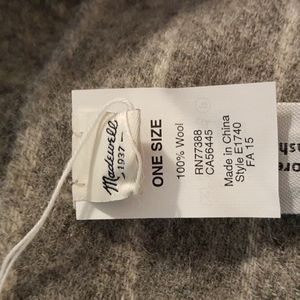 Madewell
1937
ONE SIZE
100% Wool
RN77388
CA56445
Made in China
Style E1740
FA 15